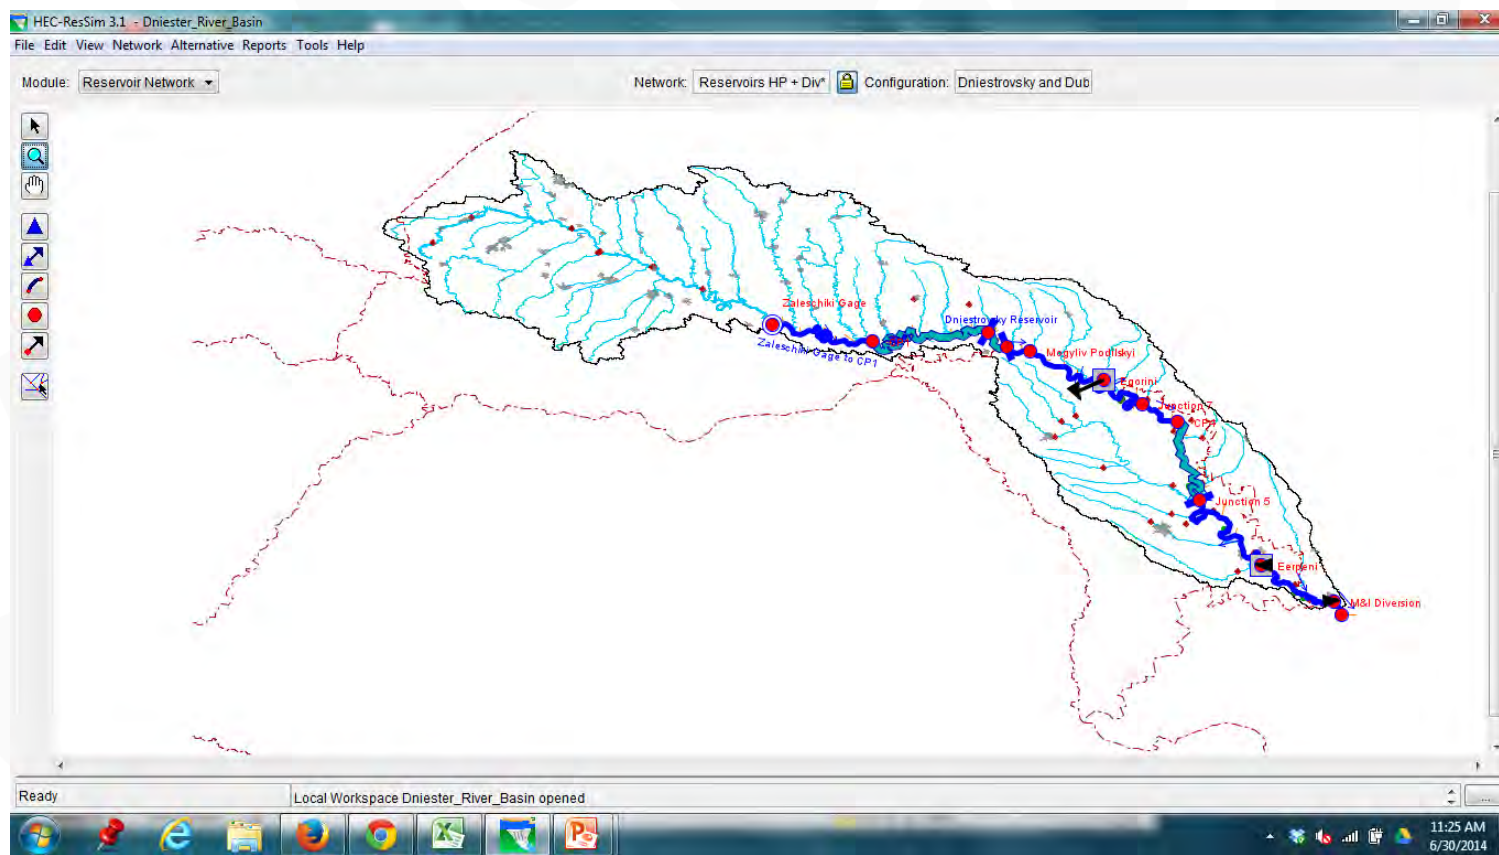 HEC-ResSim 3.1 - Dniester_River_Basin
File Edit View Network Alternative Reports Tools Help
Module: Reservoir Network
Network: Reservoirs HP + Div*
Configuration: Dniestrovsky and Dub
Zaleschiki Gage
Dniestrovsky Reservoir
Zaleschiki Gage to CP1
Mogyliv Podilskyi
Egorini
Junction 7
Junction 5
Eerpeni
M&I Diversion
Ready
Local Workspace Dniester_River_Basin opened
...
11:25 AM
6/30/2014